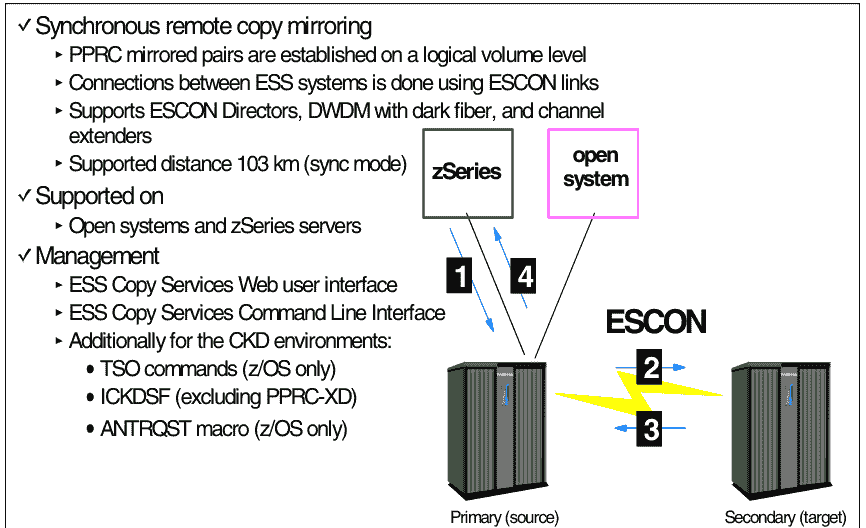 ✓ Synchronous remote copy mirroring
‣ PPRC mirrored pairs are established on a logical volume level
‣ Connections between ESS systems is done using ESCON links
‣ Supports ESCON Directors, DWDM with dark fiber, and channel
extenders
‣ Supported distance 103 km (sync mode)
✓ Supported on
‣ Open systems and zSeries servers
✓ Management
‣ ESS Copy Services Web user interface
‣ ESS Copy Services Command Line Interface
‣ Additionally for the CKD environments:
• TSO commands (z/OS only)
• ICKDSF (excluding PPRC-XD)
• ANTRQST macro (z/OS only)
zSeries
open
system
1
4
ESCON
2
3
Primary (source)
Secondary (target)